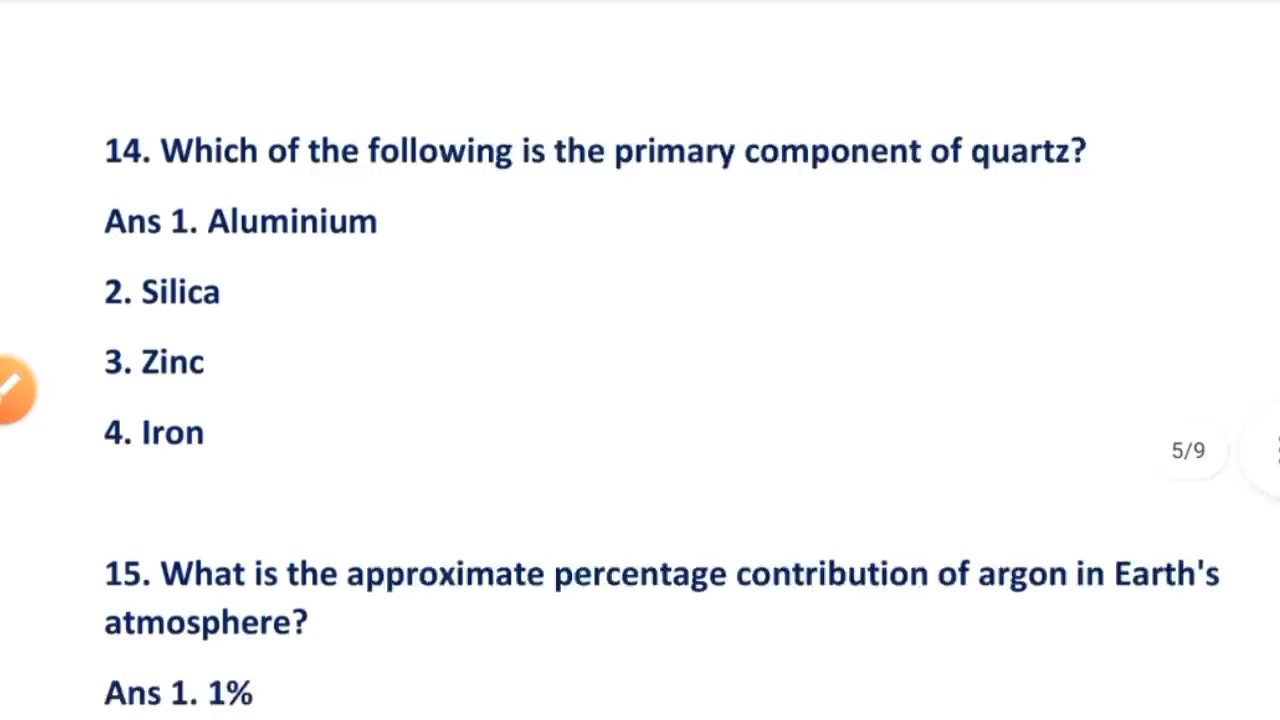 14. Which of the following is the primary component of quartz?
Ans 1. Aluminium
2. Silica
3. Zinc
4. Iron
5/9
15. What is the approximate percentage contribution of argon in Earth's
atmosphere?
Ans 1. 1%